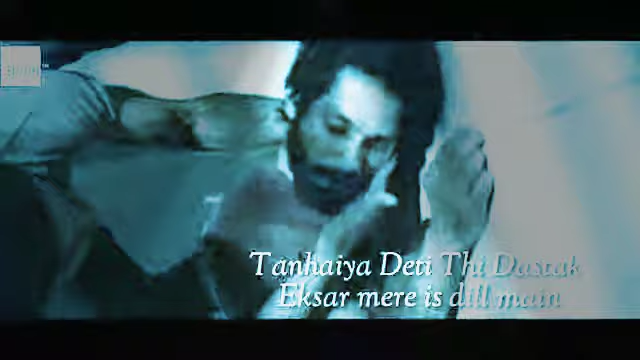 Tanhaiya Deti Thi Dastak
Eksar mere is dill main